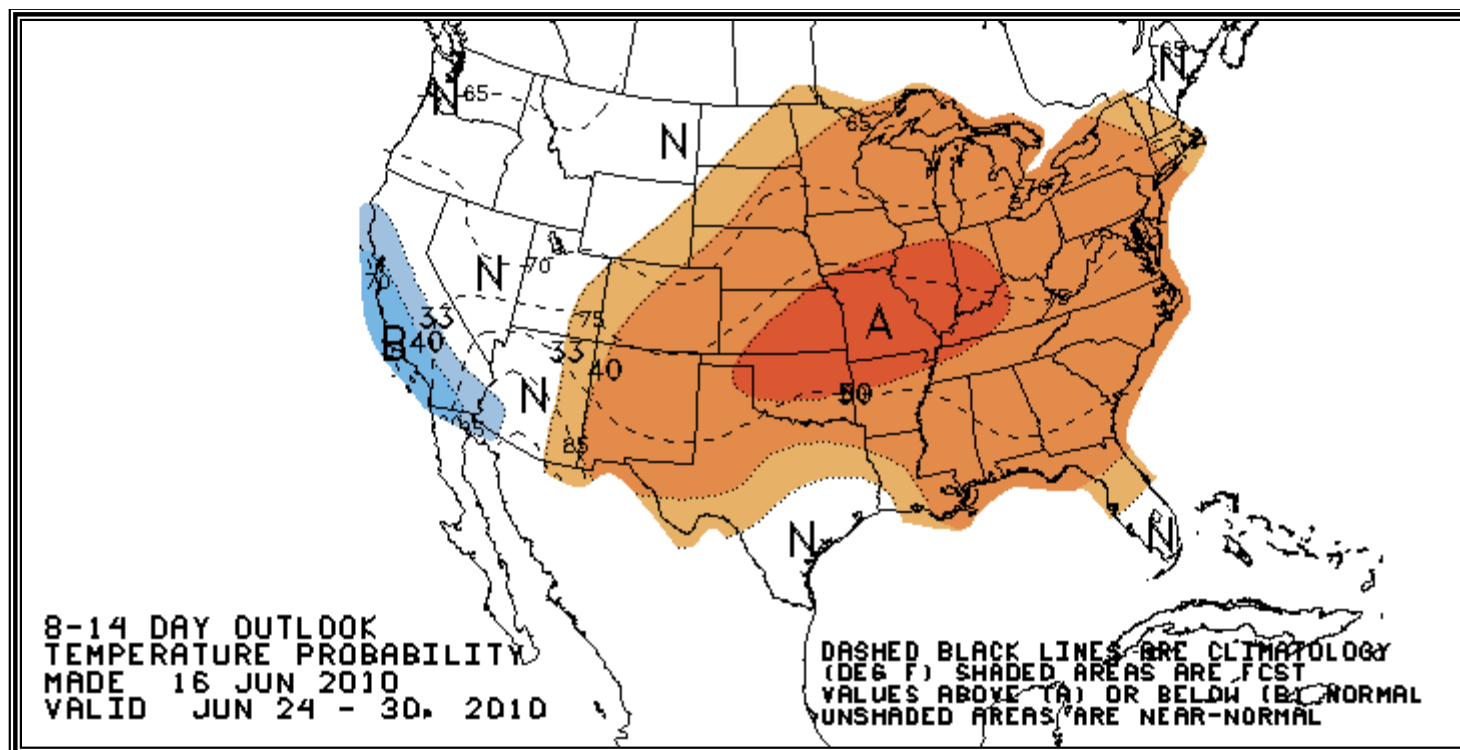 N
65
N
65
N
65
70
N
70
A
70
33
B
40
75
33
40
N
50
85
N
N
8-14 DAY OUTLOOK
TEMPERATURE PROBABILITY
MADE 16 JUN 2010
VALID JUN 24 - 30, 2010
DASHED BLACK LINES ARE CLIMATOLOGY
(DEG F) SHADED AREAS ARE FCST
VALUES ABOVE (A) OR BELOW (B) NORMAL
UNSHADED AREAS ARE NEAR-NORMAL